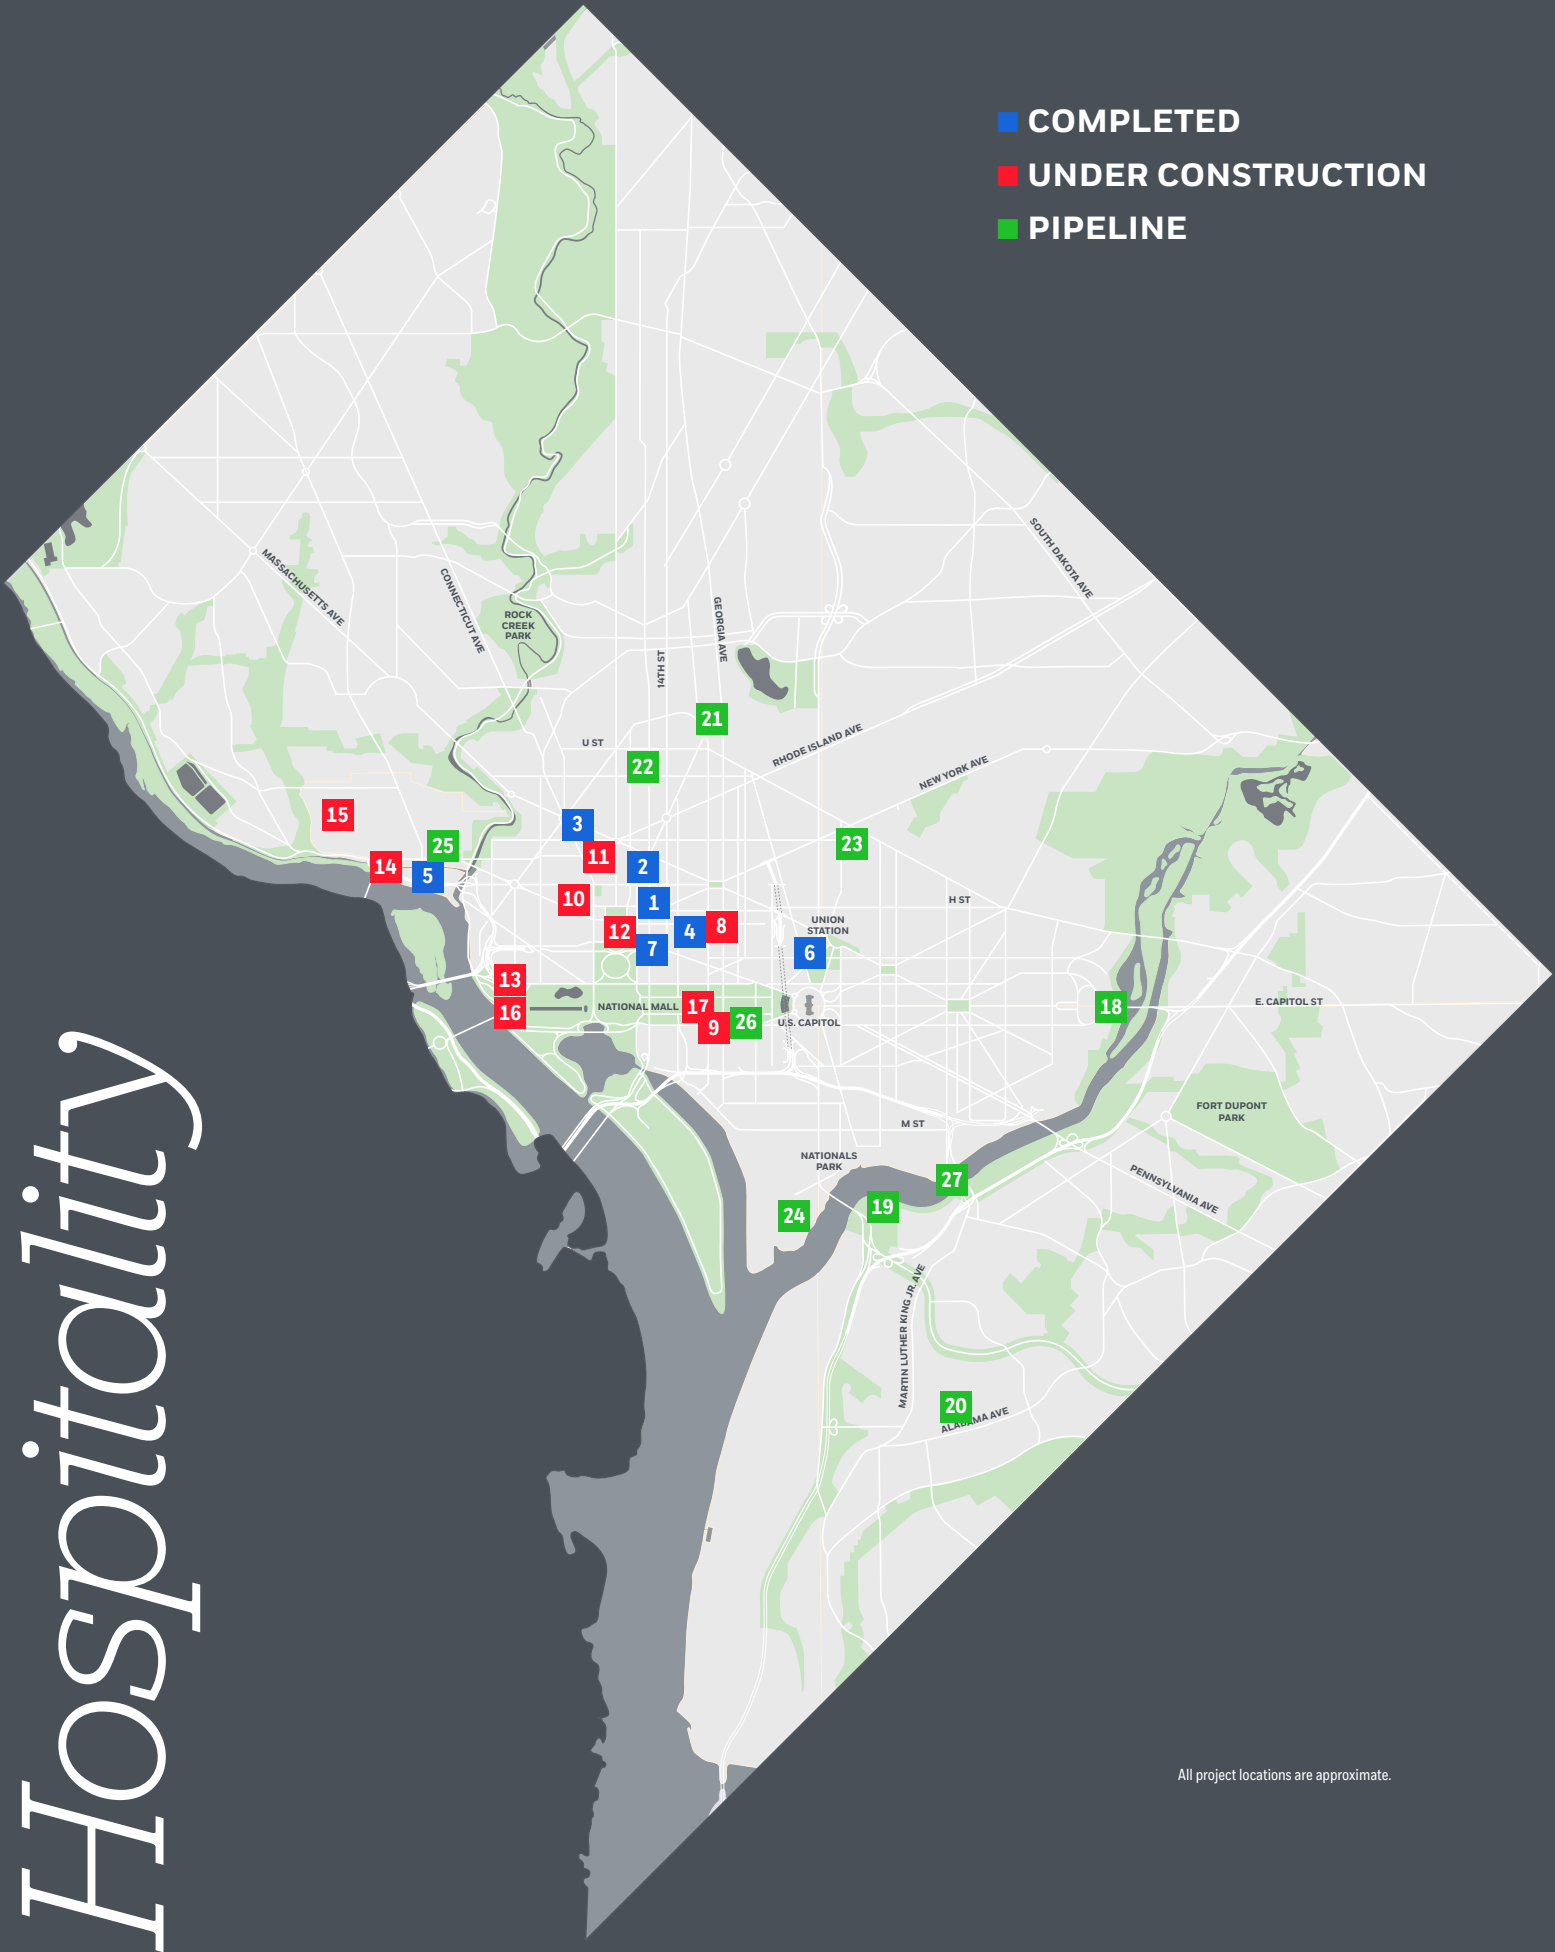 COMPLETED
UNDER CONSTRUCTION
PIPELINE
SOUTH DAKOTA AVE
MASSACHUSETTS AVE
CONNECTICUT AVE
ROCK
CREEK
PARK
GEORGIA AVE
14TH ST
21
U ST
RHODE ISLAND AVE
22
NEW YORK AVE
15
3
25
23
11
14
2
5
10
1
H ST
12
4
8
UNION
STATION
7
6
13
16
NATIONAL MALL
17
9
26
U.S. CAPITOL
18
E. CAPITOL ST
FORT DUPONT
PARK
M ST
NATIONALS
PARK
27
PENNSYLVANIA AVE
24
19
MARTIN LUTHER KING JR. AVE
20
ALABAMA AVE
Hospitality
All project locations are approximate.